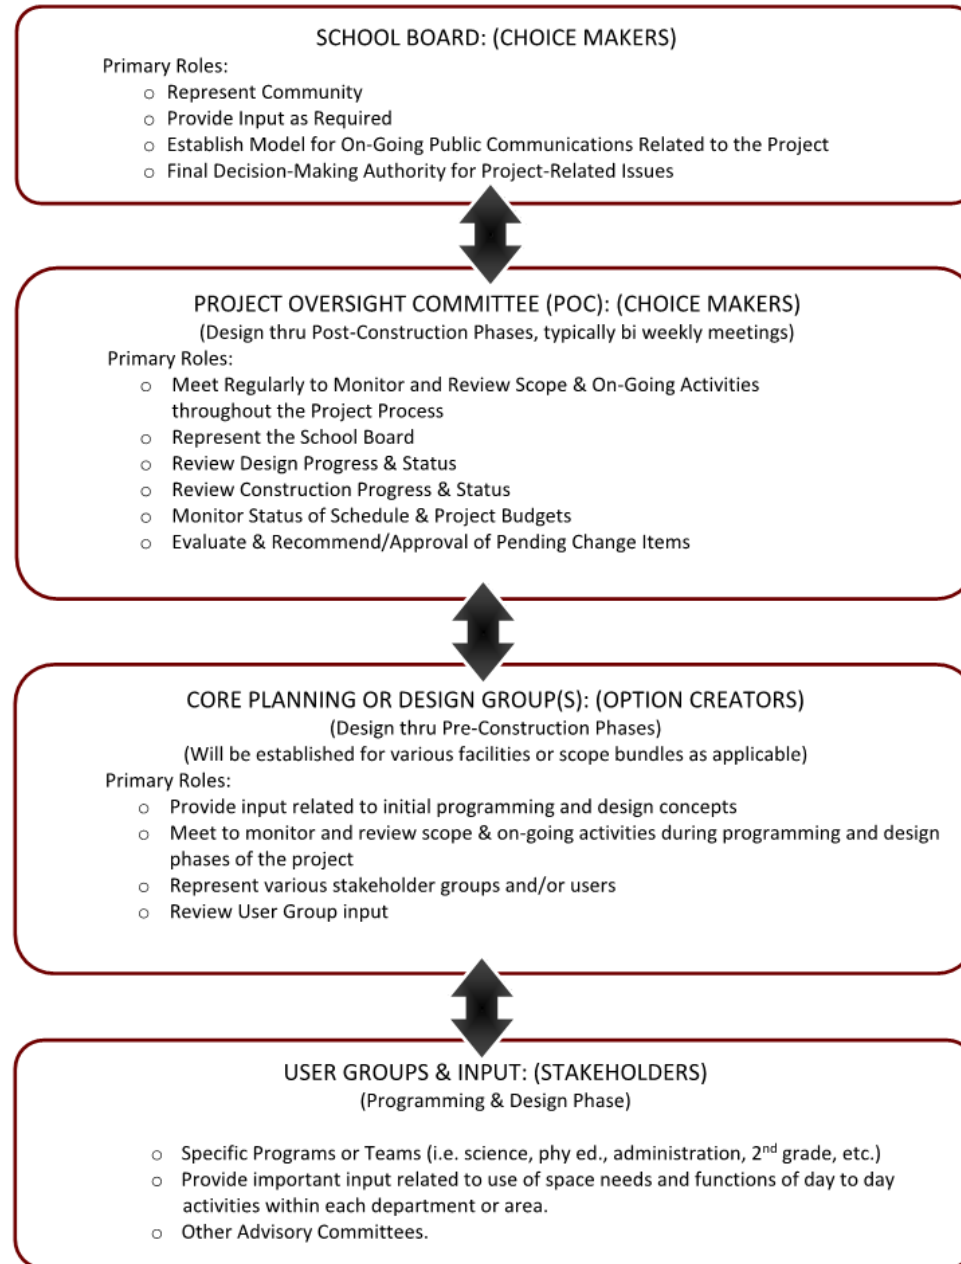 SCHOOL BOARD: (CHOICE MAKERS)
Primary Roles:
○ Represent Community
○ Provide Input as Required
○ Establish Model for On-Going Public Communications Related to the Project
○ Final Decision-Making Authority for Project-Related Issues
PROJECT OVERSIGHT COMMITTEE (POC): (CHOICE MAKERS)
(Design thru Post-Construction Phases, typically bi weekly meetings)
Primary Roles:
○ Meet Regularly to Monitor and Review Scope & On-Going Activities
throughout the Project Process
○ Represent the School Board
○ Review Design Progress & Status
○ Review Construction Progress & Status
○ Monitor Status of Schedule & Project Budgets
○ Evaluate & Recommend/Approval of Pending Change Items
CORE PLANNING OR DESIGN GROUP(S): (OPTION CREATORS)
(Design thru Pre-Construction Phases)
(Will be established for various facilities or scope bundles as applicable)
Primary Roles:
○ Provide input related to initial programming and design concepts
○ Meet to monitor and review scope & on-going activities during programming and design
phases of the project
○ Represent various stakeholder groups and/or users
○ Review User Group input
USER GROUPS & INPUT: (STAKEHOLDERS)
(Programming & Design Phase)
○ Specific Programs or Teams (i.e. science, phy ed., administration, 2nd grade, etc.)
○ Provide important input related to use of space needs and functions of day to day
activities within each department or area.
○ Other Advisory Committees.